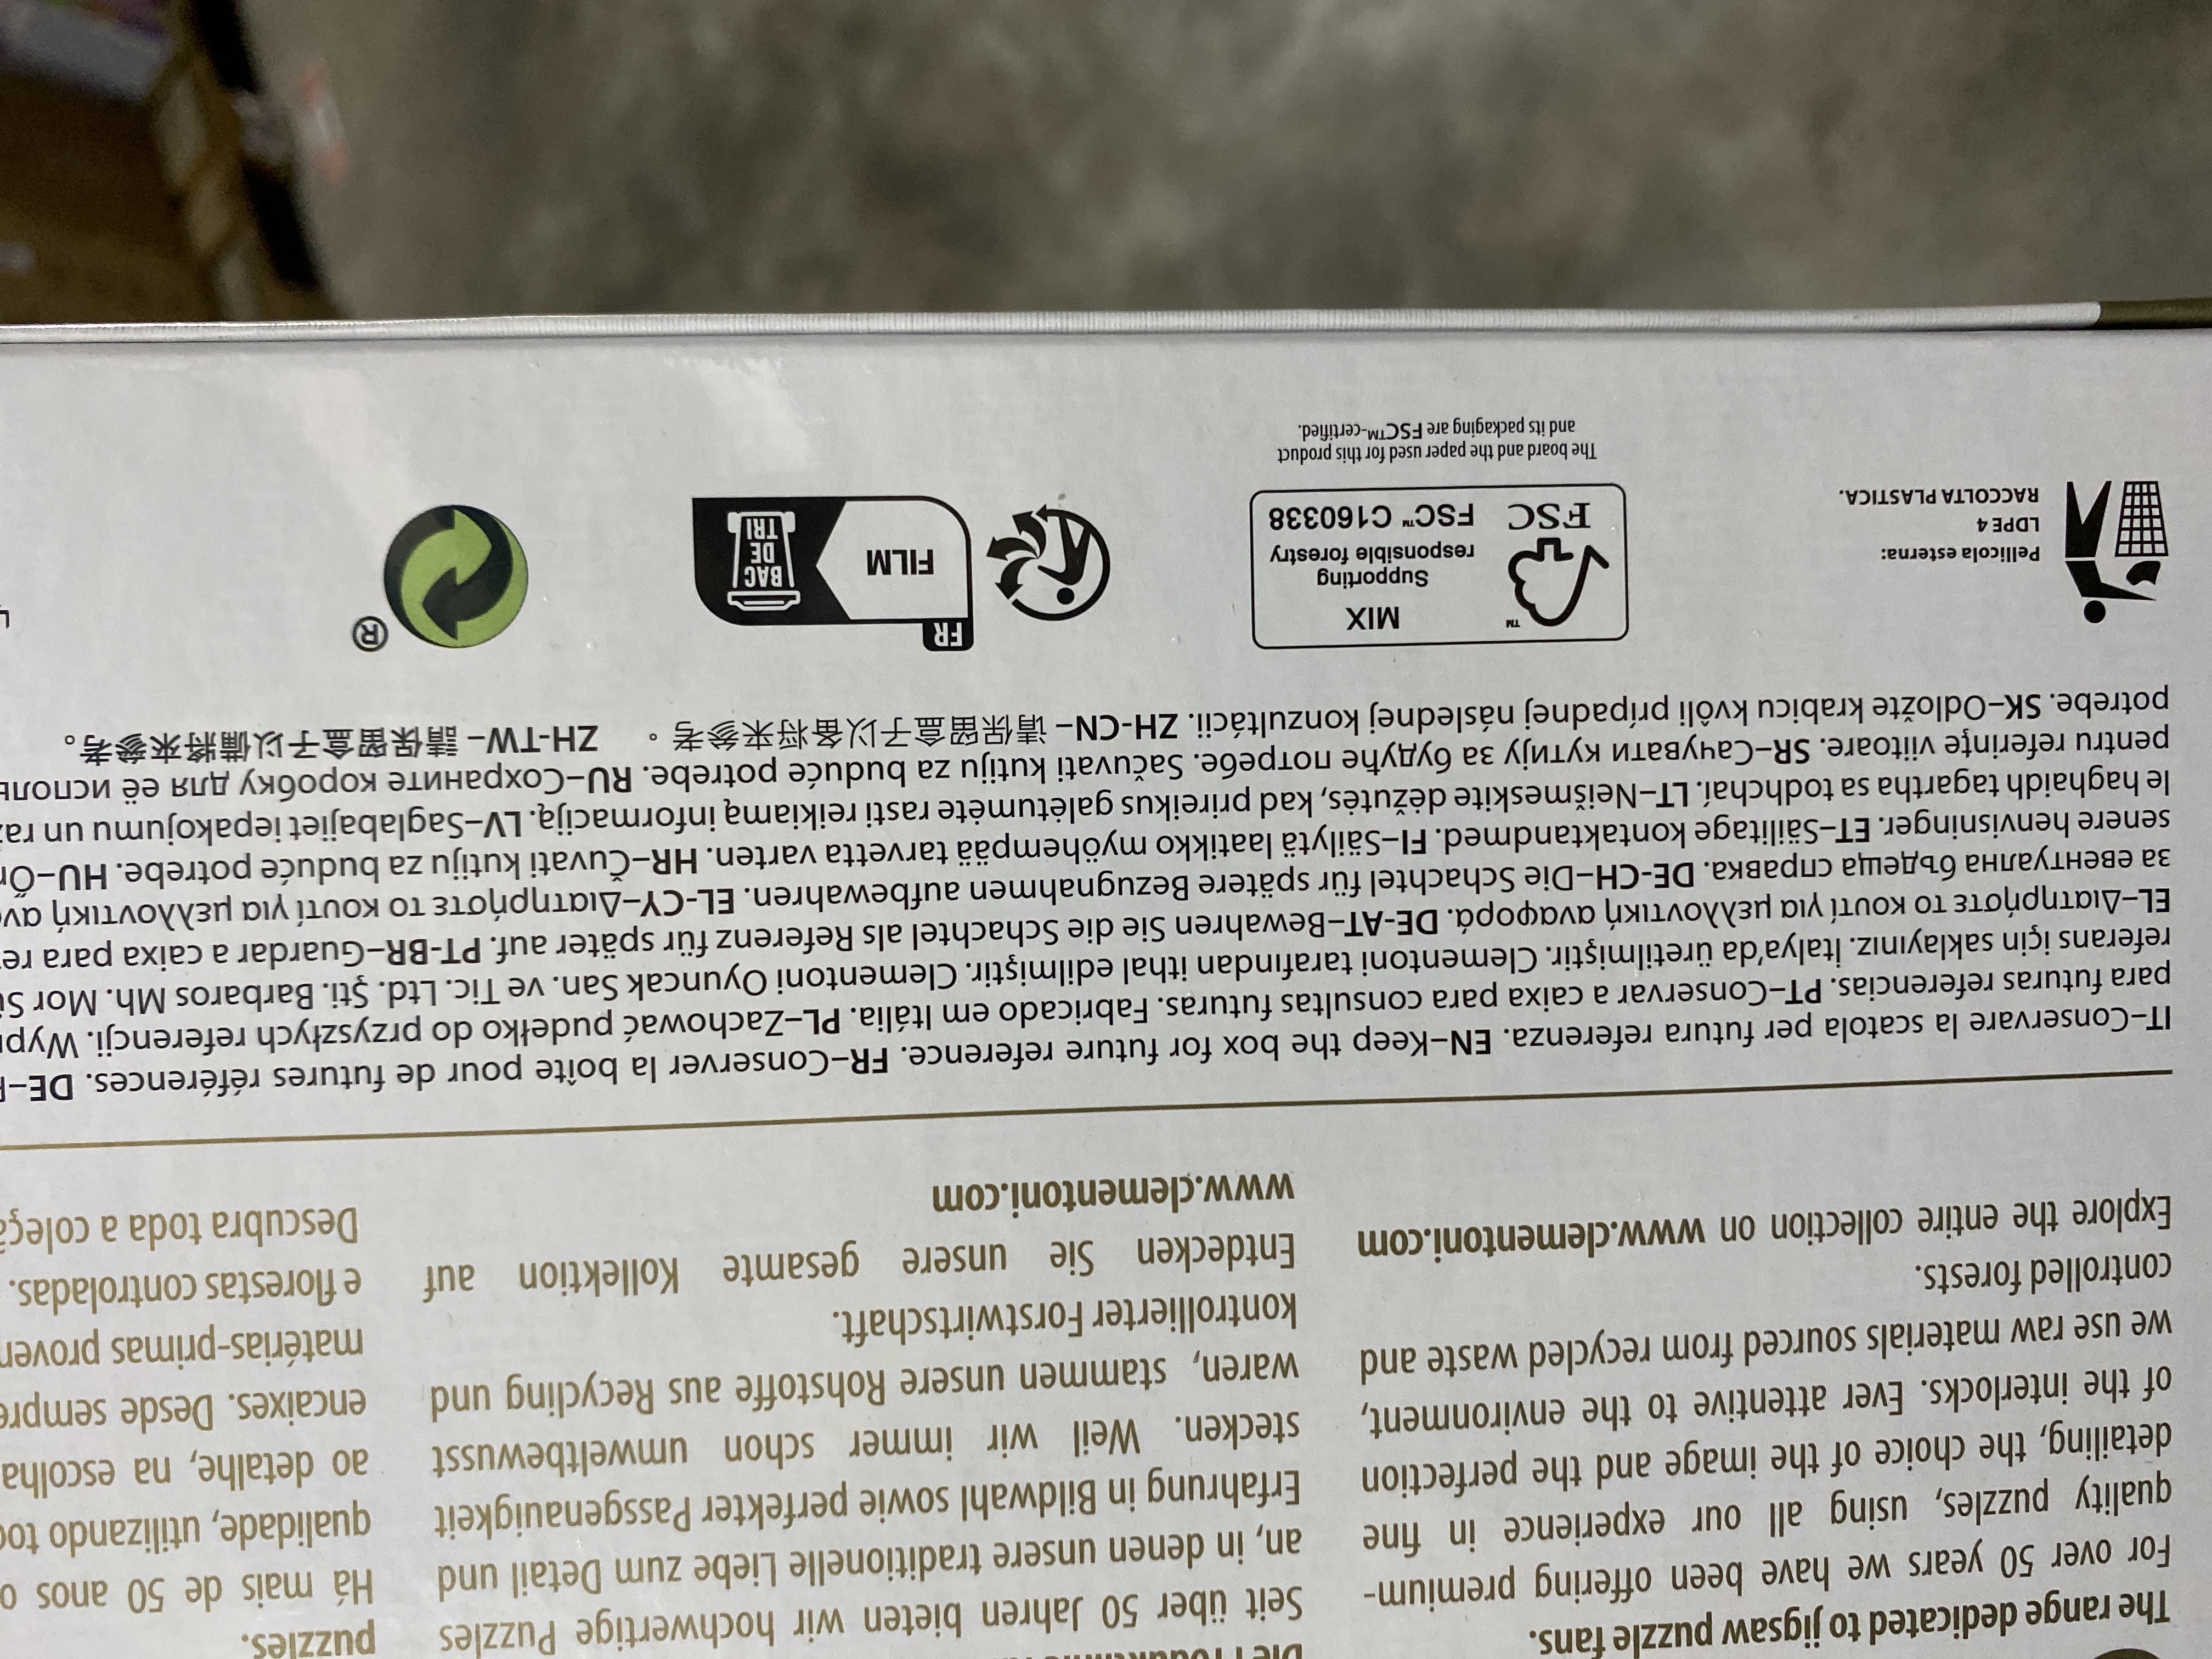 The range dedicated to jigsaw puzzle fans.
For over 50 years we have been offering premium-
quality puzzles, using all our experience in fine
detailing, the choice of the image and the perfection
of the interlocks. Ever attentive to the environment,
we use raw materials sourced from recycled waste and
controlled forests.
Explore the entire collection on www.clementoni.com
Seit über 50 Jahren bieten wir hochwertige Puzzles
an, in denen unsere traditionelle Liebe zum Detail und
Erfahrung in Bildwahl sowie perfekter Passgenauigkeit
stecken. Weil wir immer schon umweltbewusst
waren, stammen unsere Rohstoffe aus Recycling und
kontrollierter Forstwirtschaft.
Entdecken Sie unsere gesamte Kollektion auf
www.clementoni.com
puzzles.
Há mais de 50 anos
qualidade, utilizando
ao detalhe, na escolha
encaixes. Desde sempre
matérias-primas
e florestas controladas.
Descubra toda a
IT–Conservare la scatola per futura referenza. EN–Keep the box for future reference. FR–Conserver la boîte pour de futures références. DE–
para futuras referencias. PT–Conservar a caixa para consultas futuras. Fabricado em Itália. PL–Zachować pudełko do przyszłych referencji.
referans için saklayınız. İtalya’da üretilmiştir. Clementoni tarafından ithal edilmiştir. Clementoni Oyuncak San. ve Tic. Ltd. Şti. Barbaros Mh. Mor
EL–Διατηρήστε το κουτί για μελλοντική αναφορά. DE-AT–Bewahren Sie die Schachtel als Referenz für später auf. PT-BR–Guardar a caixa para
за евентуална бъдеща справка. DE-CH–Die Schachtel für spätere Bezugnahmen aufbewahren. EL-CY–Διατηρήστε το κουτί για μελλοντική
senere henvisninger. ET–Säilitage kontaktandmed. FI–Säilytä laatikko myöhempää tarvetta varten. HR–Čuvati kutiju za buduće potrebe. HU–
le haghaidh tagartha sa todhchaí. LT–Neišmeskite dėžutės, kad prireikus galėtumėte rasti reikiamą informaciją. LV–Saglabajiet iepakojumu un
pentru referinţe viitoare. SR–Сачувати кутију за будуће потребе. Sačuvati kutiju za buduće potrebe. RU–Сохраните коробку для её
potrebe. SK–Odložte krabicu kvôli prípadnej následnej konzultácii. ZH-CN– 请保留盒子以备将来参考。 ZH-TW– 請保留盒子以備將來參考。
Pellicola esterna:
LDPE 4
RACCOLTA PLASTICA.
™
FSC
MIX
Supporting
responsible forestry
FSC™ C160338
The board and the paper used for this product
and its packaging are FSC™-certified.
FR
FILM
BAC
DE
TRI
®